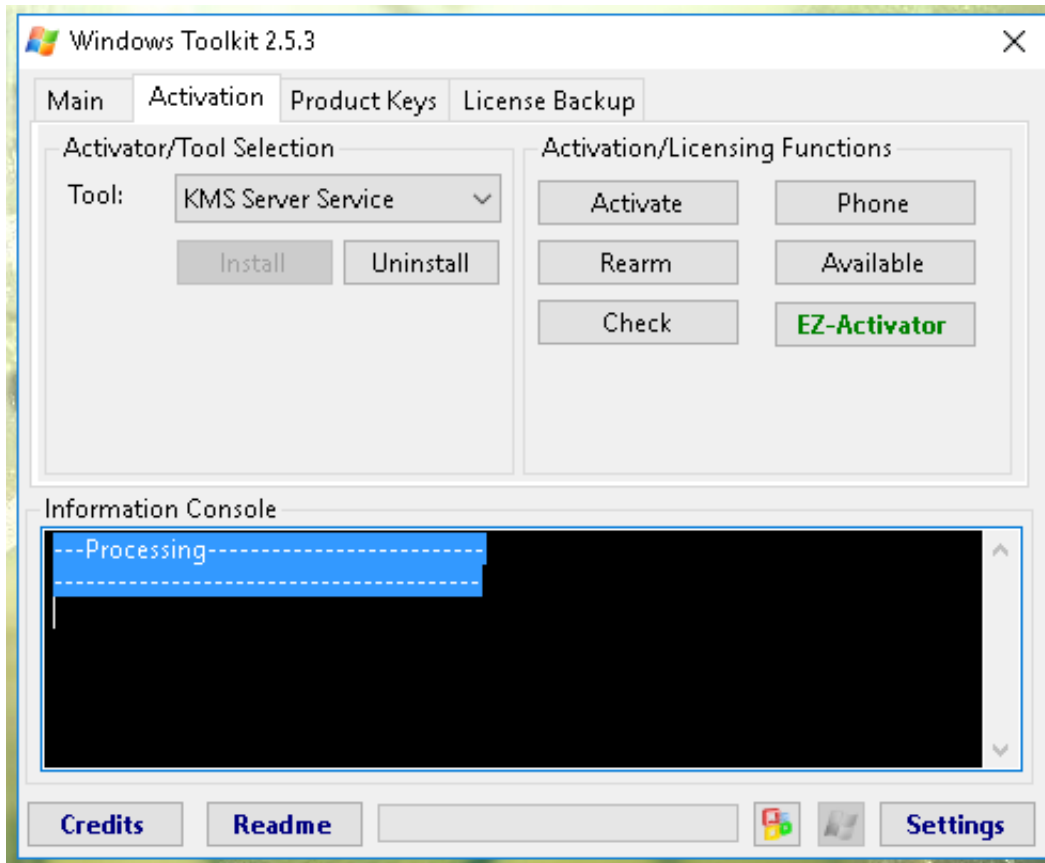 Windows Toolkit 2.5.3
Main Activation Product Keys License Backup
Activator/Tool Selection
Tool: KMS Server Service
Install Uninstall
Activation/Licensing Functions
Activate Phone
Rearm Available
Check EZ-Activator
Information Console
---Processing--------------------------
----------------------------------------
Credits Readme Settings